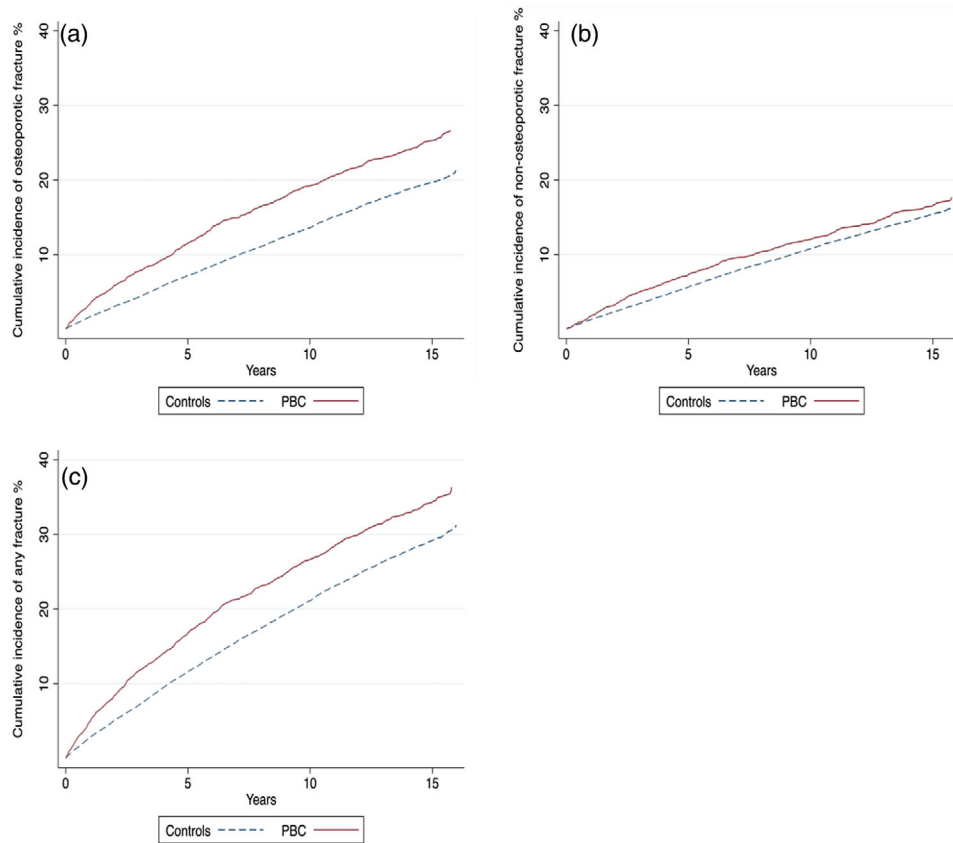 (a)
Cumulative incidence of osteoporotic fracture %
40
30
20
10
0 5 10 15
Years
Controls PBC
(b)
Cumulative incidence of non-osteoporotic fracture %
40
30
20
10
0 5 10 15
Years
Controls PBC
(c)
Cumulative incidence of any fracture %
40
30
20
10
0 5 10 15
Years
Controls PBC